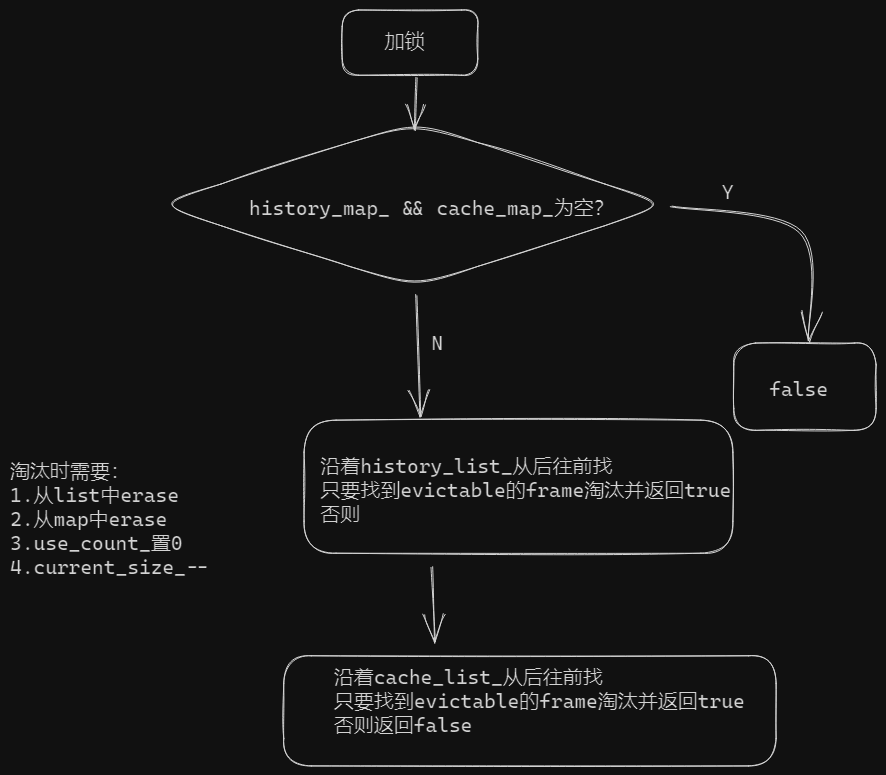 加锁
history_map_ && cache_map_为空?
Y
N
false
沿着history_list_从后往前找
只要找到evictable的frame淘汰并返回true
否则
淘汰时需要:
1.从list中erase
2.从map中erase
3.use_count_置0
4.current_size_--
沿着cache_list_从后往前找
只要找到evictable的frame淘汰并返回true
否则返回false